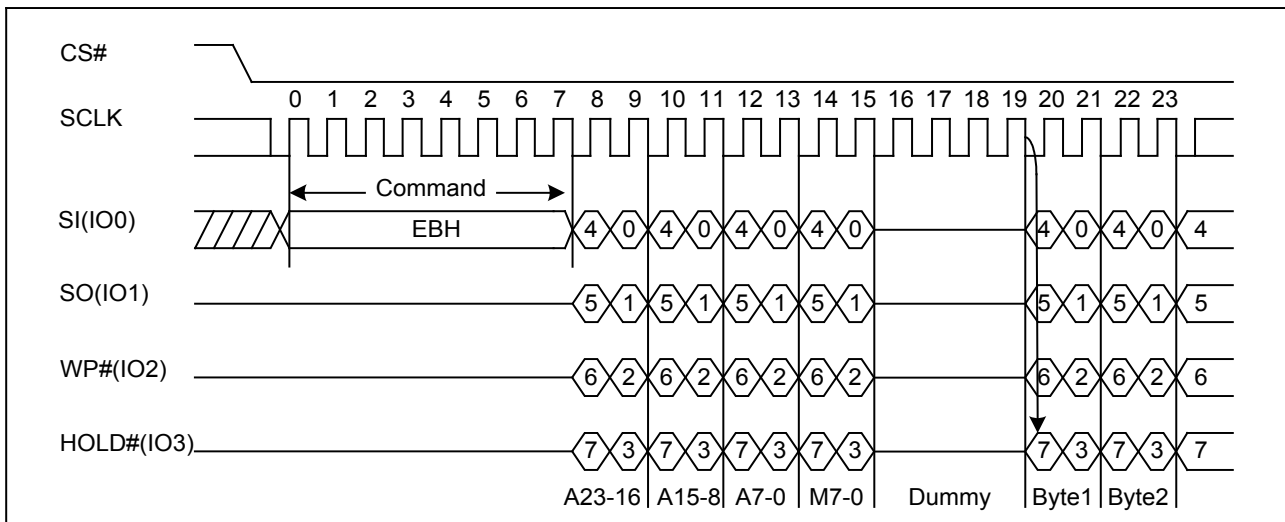 CS#
0 1 2 3 4 5 6 7 8 9 10 11 12 13 14 15 16 17 18 19 20 21 22 23
SCLK
Command
SI(IO0)
EBH
4 0 4 0 4 0 4 0 4 0 4 0 4
SO(IO1)
5 1 5 1 5 1 5 1 5 1 5 1 5
WP#(IO2)
6 2 6 2 6 2 6 2 6 2 6 2 6
HOLD#(IO3)
7 3 7 3 7 3 7 3 7 3 7 3 7
A23-16 A15-8 A7-0 M7-0 Dummy Byte1 Byte2